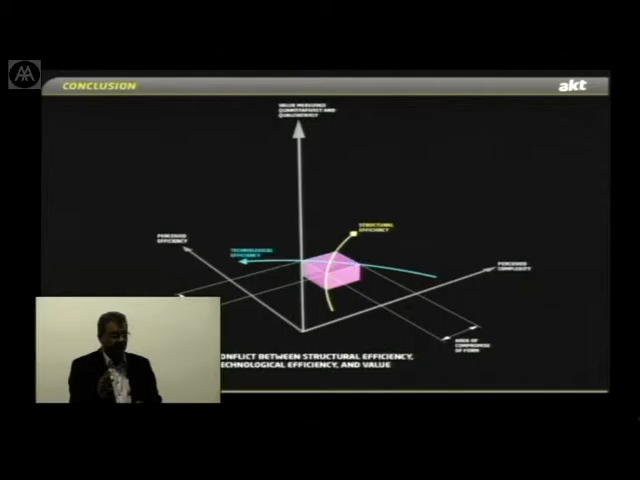 AA
CONCLUSION
akt
VALUE MEASURED
QUANTITATIVELY AND
QUALITATIVELY
STRUCTURAL
EFFICIENCY
PERCEIVED
EFFICIENCY
TECHNOLOGICAL
EFFICIENCY
PERCEIVED
COMPLEXITY
OF COMPROMISE
OF FORM
ONFLICT BETWEEN STRUCTURAL EFFICIENCY,
ECHNOLOGICAL EFFICIENCY, AND VALUE